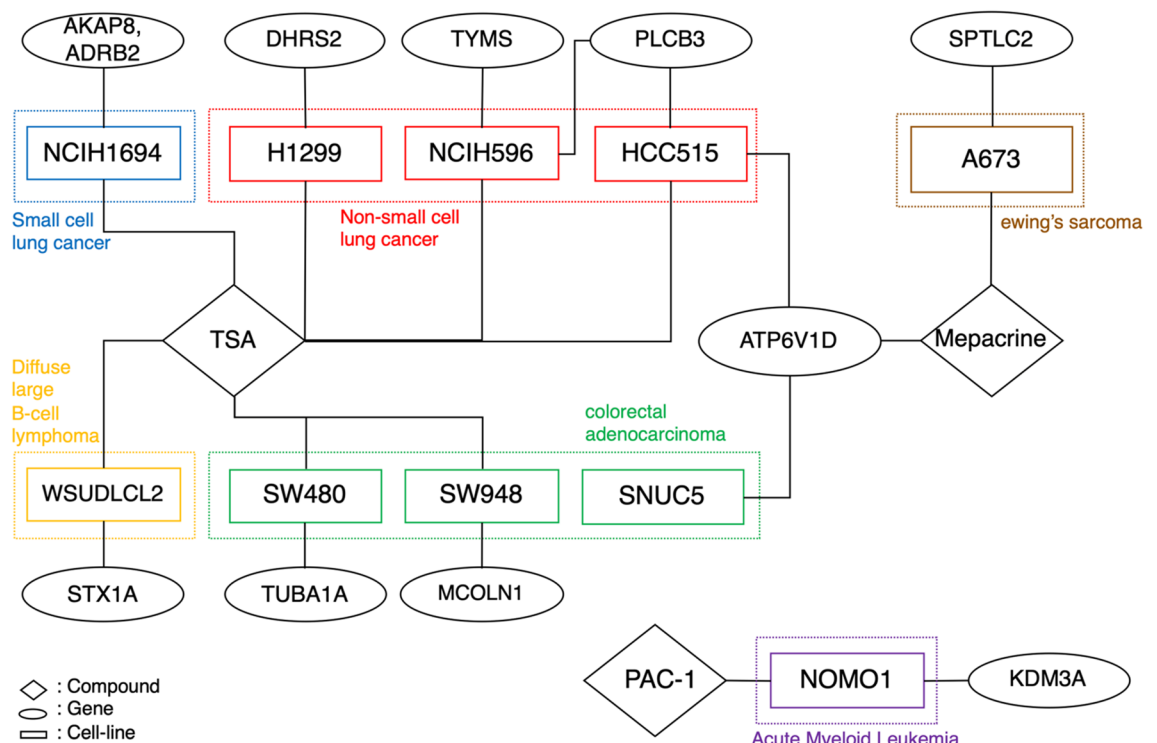 AKAP8,
ADRB2
DHRS2
TYMS
PLCB3
SPTLC2
NCIH1694
H1299
NCIH596
HCC515
A673
Small cell
lung cancer
Non-small cell
lung cancer
ewing's sarcoma
TSA
ATP6V1D
Mepacrine
Diffuse
large
B-cell
lymphoma
colorectal
adenocarcinoma
WSUDLCL2
SW480
SW948
SNUC5
STX1A
TUBA1A
MCOLN1
PAC-1
NOMO1
KDM3A
Acute Myeloid Leukemia
: Compound
: Gene
: Cell-line